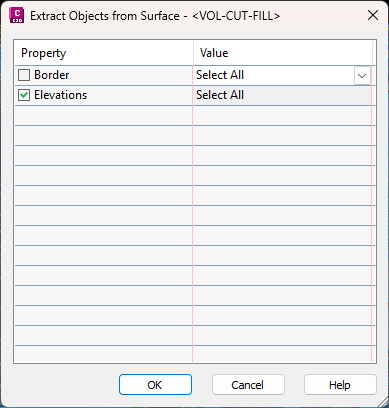 C
C3D
Extract Objects from Surface - <VOL-CUT-FILL>
Property Value
Border Select All
Elevations Select All
OK Cancel Help